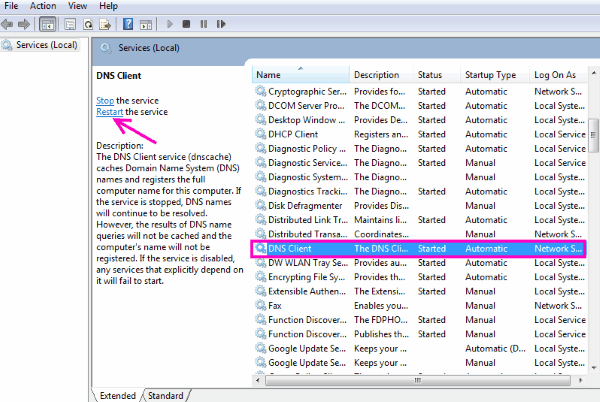 File Action View Help
Services (Local)
Services (Local)
DNS Client
Stop the service
Restart the service
Description:
The DNS Client service (dnscache)
caches Domain Name System (DNS)
names and registers the full
computer name for this computer. If
the service is stopped, DNS names
will continue to be resolved.
However, the results of DNS name
queries will not be cached and the
computer's name will not be
registered. If the service is disabled,
any services that explicitly depend on
it will fail to start.
Name Description Status Startup Type Log On As
Cryptographic Ser... Provides fo... Started Automatic Network S...
DCOM Server Pro... The DCOM... Started Automatic Local Syste...
Desktop Window ... Provides De... Started Automatic Local Syste...
DHCP Client Registers an... Started Automatic Local Service
Diagnostic Policy ... The Diagno... Started Automatic Local Service
Diagnostic Service... The Diagno... Started Manual Local Service
Diagnostic System... The Diagno... Manual Local Syste...
Diagnostics Tracki... The Diagno... Started Automatic Local Syste...
Disk Defragmenter Provides Dis... Manual Local Syste...
Distributed Link Tr... Maintains li... Started Automatic Local Syste...
Distributed Transa... Coordinates... Manual Network S...
DNS Client The DNS Cli... Started Automatic Network S...
DW WLAN Tray Se... Provides au... Started Automatic Local Syste...
Encrypting File Sy... Provides th... Started Automatic Local Syste...
Extensible Authen... The Extensi... Started Manual Local Syste...
Fax Enables you... Manual Network S...
Function Discover... The FDPHO... Started Manual Local Service
Function Discover... Publishes th... Started Manual Local Service
Google Update Se... Keeps your ... Automatic (D... Local Syste...
Google Update Se... Keeps your ... Manual Local Syste...
Extended Standard